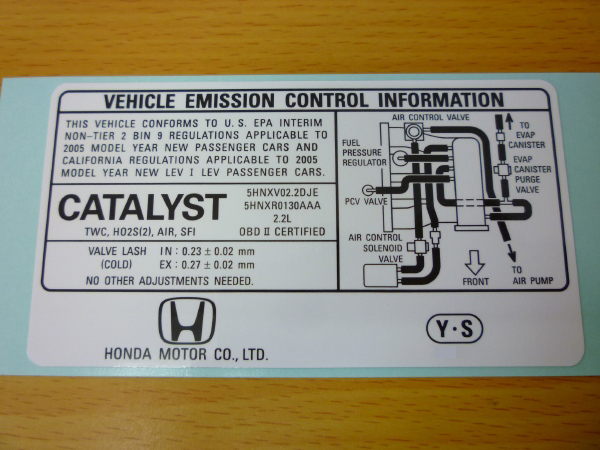 VEHICLE EMISSION CONTROL INFORMATION
THIS VEHICLE CONFORMS TO U.S. EPA INTERIM
NON-TIER 2 BIN 9 REGULATIONS APPLICABLE TO
2005 MODEL YEAR NEW PASSENGER CARS AND
CALIFORNIA REGULATIONS APPLICABLE TO 2005
MODEL YEAR NEW LEV I LEV PASSENGER CARS.
CATALYST
TWC, HO2S(2), AIR, SFI
5HNXV02.2DJE
5HNXR0130AAA
2.2L
OBD II CERTIFIED
VALVE LASH IN : 0.23 ± 0.02 mm
(COLD) EX : 0.27 ± 0.02 mm
NO OTHER ADJUSTMENTS NEEDED.
AIR CONTROL VALVE
FUEL
PRESSURE
REGULATOR
PCV VALVE
AIR CONTROL
SOLENOID
VALVE
TO
EVAP
CANISTER
EVAP
CANISTER
PURGE
VALVE
FRONT
TO
AIR PUMP
HONDA MOTOR CO., LTD.
Y·S